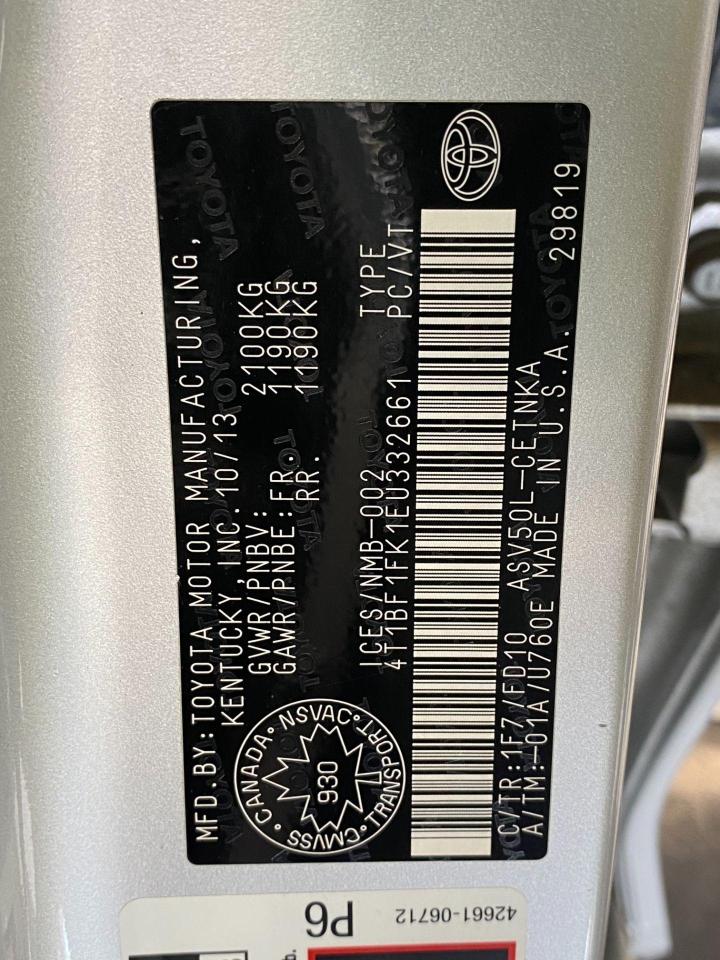 MFD.BY:TOYOTA MOTOR MANUFACTURING,
KENTUCKY,INC. 10/13
GVWR/PNBV: 2100KG
GAWR/PNBE:FR. 1190KG
RR. 1190KG
CANADA • NSVAC • TRANSPORT • CMVSS •
930
ICES/NMB-002 TYPE
4T1BF1FK1EU332661 PC/VT
C/TR:1F7/FD10 ASV50L-CETNKA
A/TM:-01A/U760E MADE IN U.S.A. 29819
P6
42661-06712